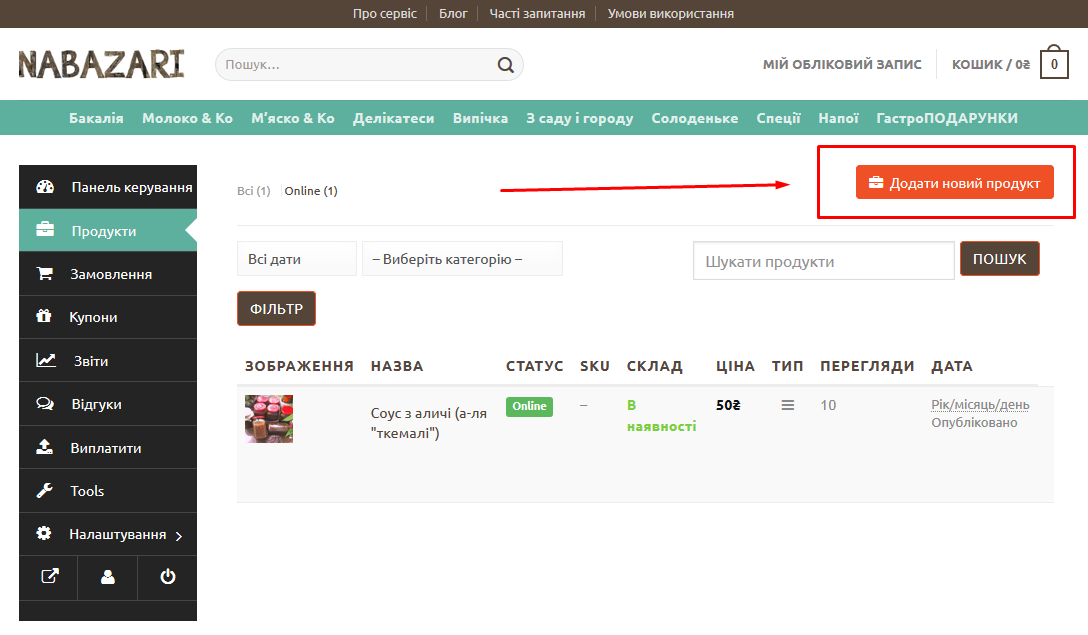 Про сервіс Блог Часті запитання Умови використання
NABAZARI
Пошук...
МІЙ ОБЛІКОВИЙ ЗАПИС КОШИК / 0₴ 0
Бакалія Молоко & Ко М’яско & Ко Делікатеси Випічка З саду і городу Солоденьке Спеції Напої ГастроПОДАРУНКИ
Панель керування
Продукти
Замовлення
Купони
Звіти
Відгуки
Виплатити
Tools
Налаштування
Всі (1) Online (1)
Додати новий продукт
Всі дати – Виберіть категорію –
Шукати продукти ПОШУК
ФІЛЬТР
ЗОБРАЖЕННЯ НАЗВА СТАТУС SKU СКЛАД ЦІНА ТИП ПЕРЕГЛЯДИ ДАТА
Соус з аличі (а-ля
"ткемалі")
Online
–
В
наявності
50₴
10
Рік/місяць/день
Опубліковано